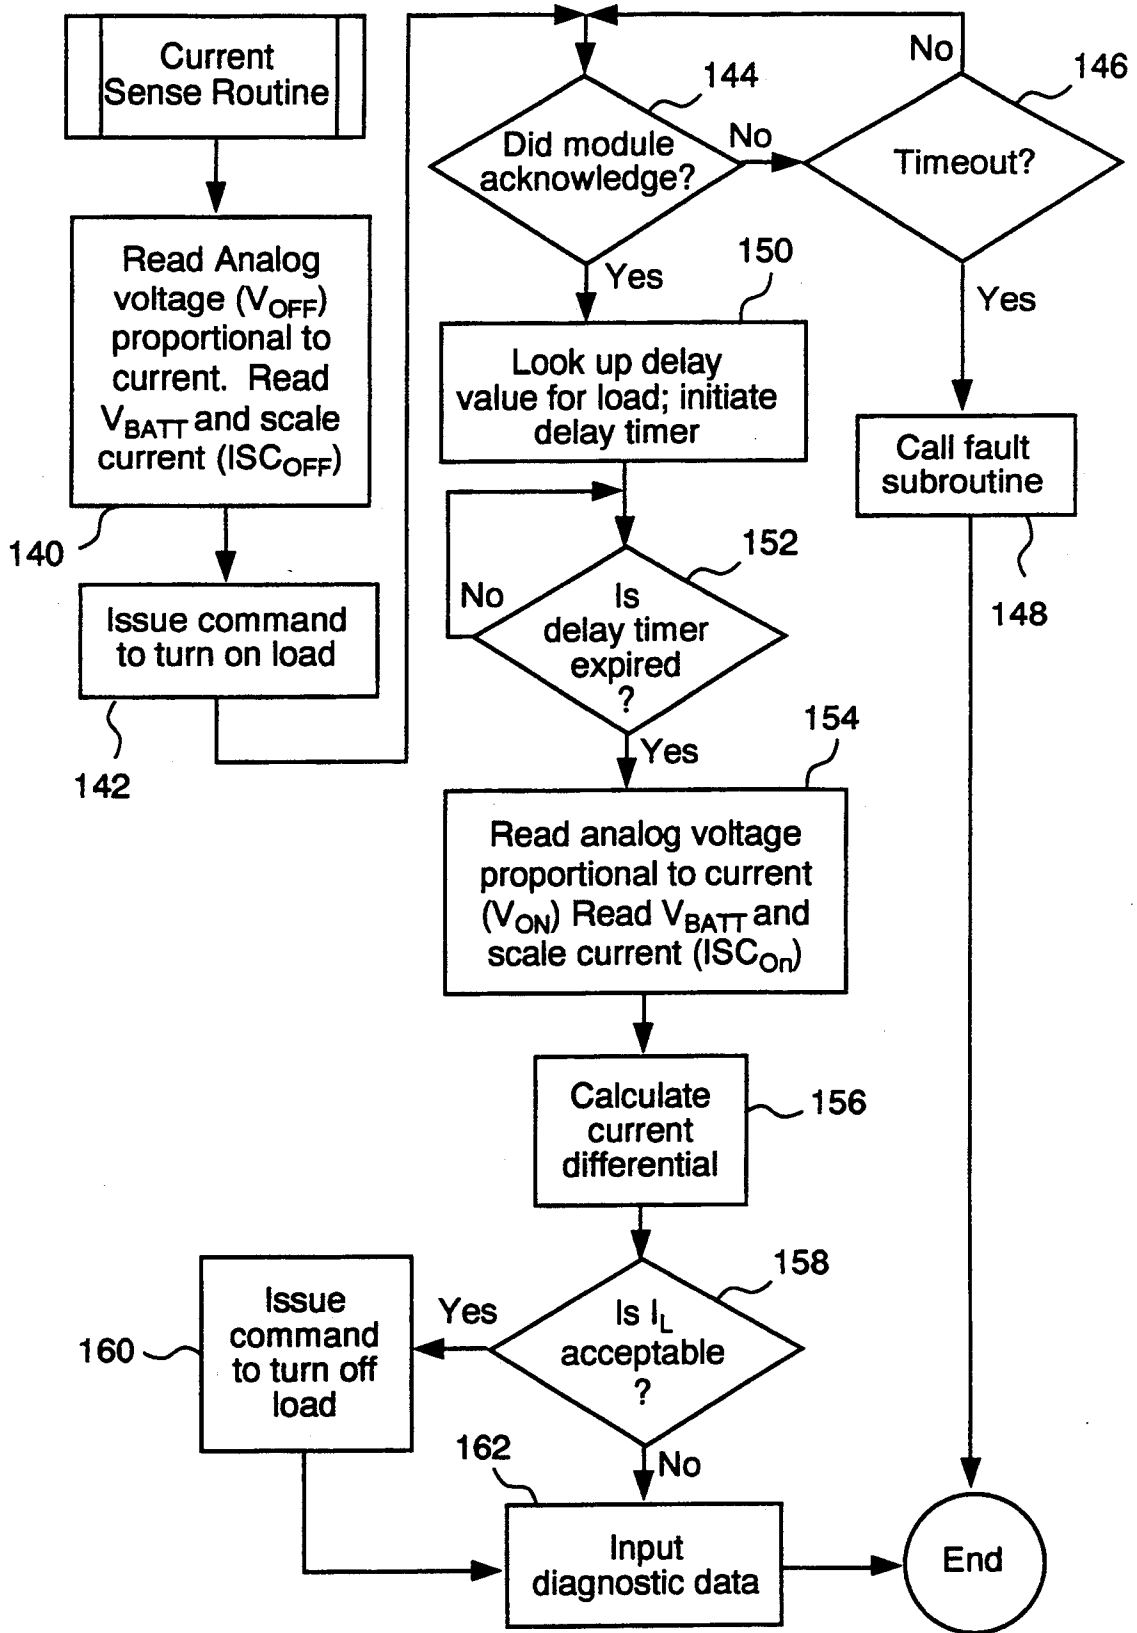 Current
Sense Routine
Read Analog
voltage (VOFF)
proportional to
current. Read
VBATT and scale
current (ISCOFF)
140
Issue command
to turn on load
142
Did module
acknowledge?
144
No
Yes
Timeout?
146
No
Yes
Call fault
subroutine
148
150
Look up delay
value for load; initiate
delay timer
Is
delay timer
expired
?
152
No
Yes
154
Read analog voltage
proportional to current
(VON) Read VBATT and
scale current (ISCOn)
Calculate
current
differential
156
Is IL
acceptable
?
158
Yes
No
Issue
command
to turn off
load
160
162
Input
diagnostic data
End